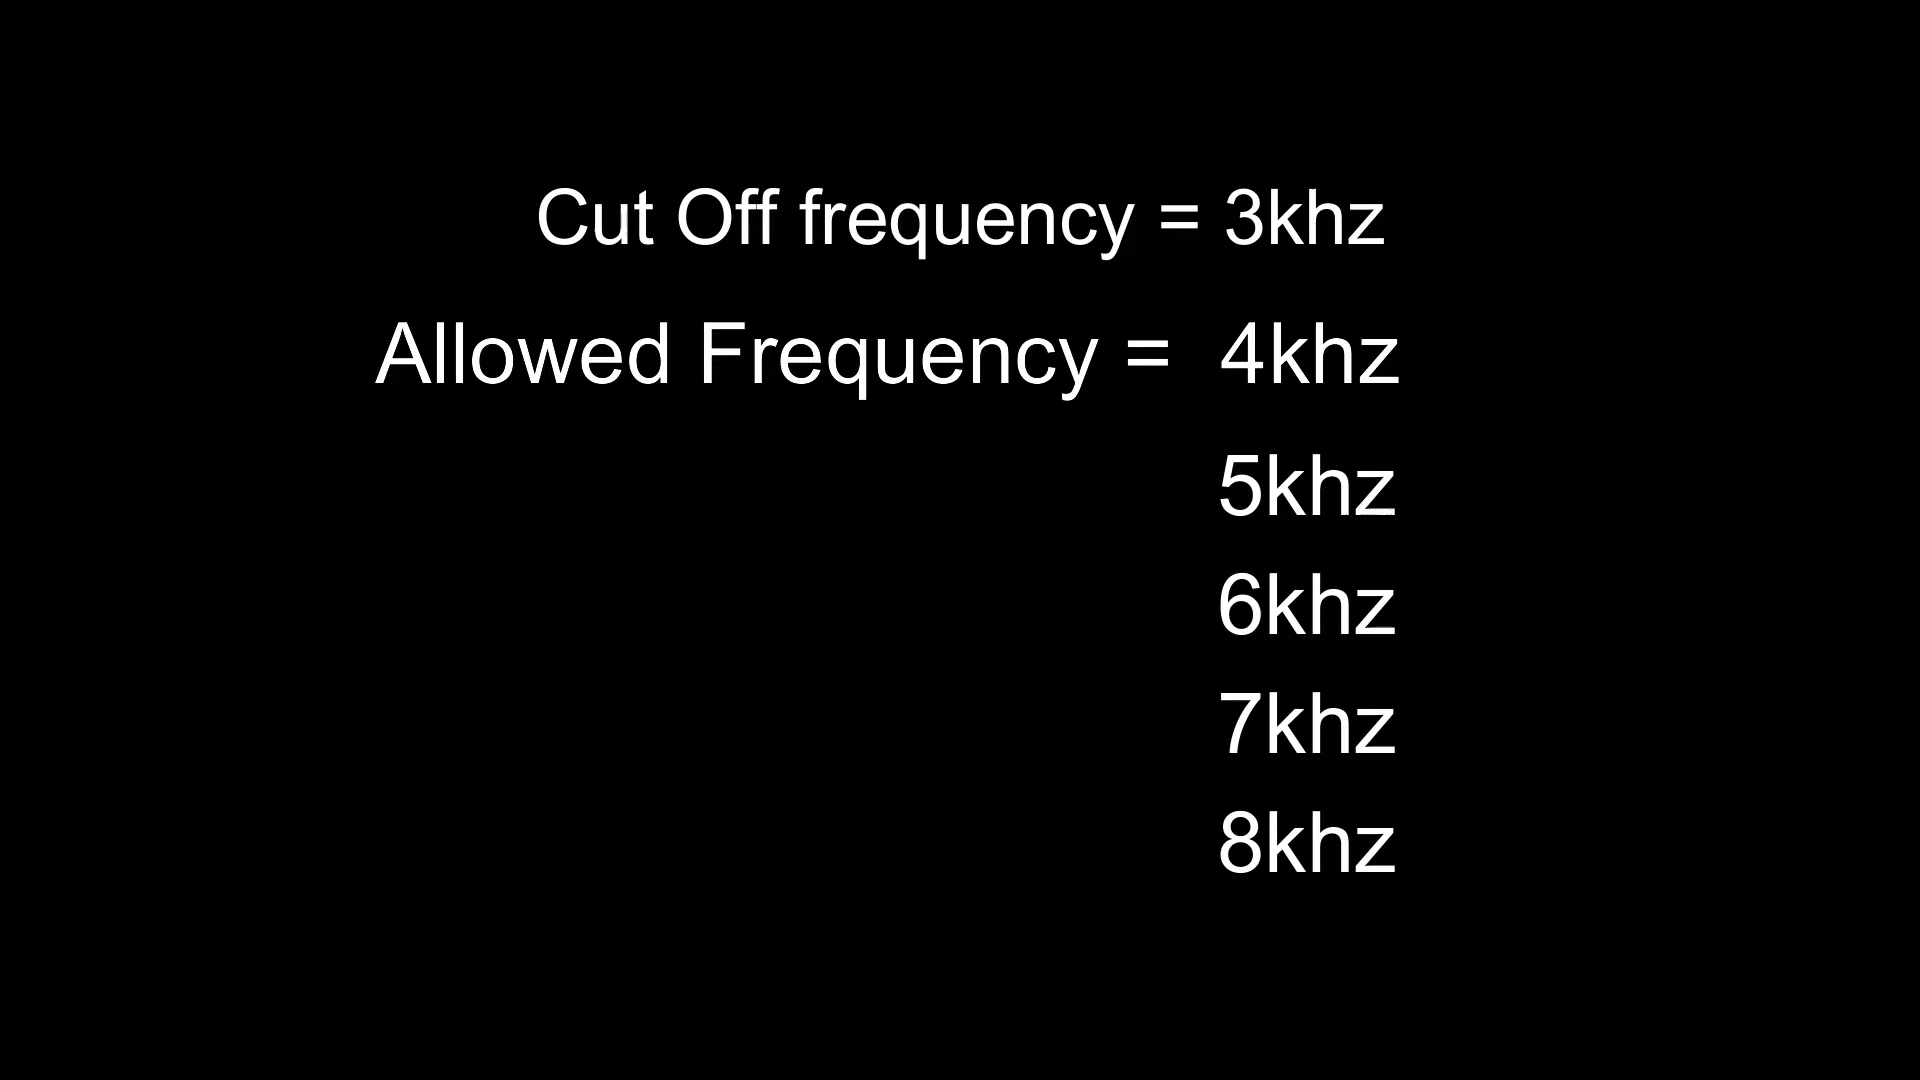 Cut Off frequency = 3khz
Allowed Frequency = 4khz
5khz
6khz
7khz
8khz